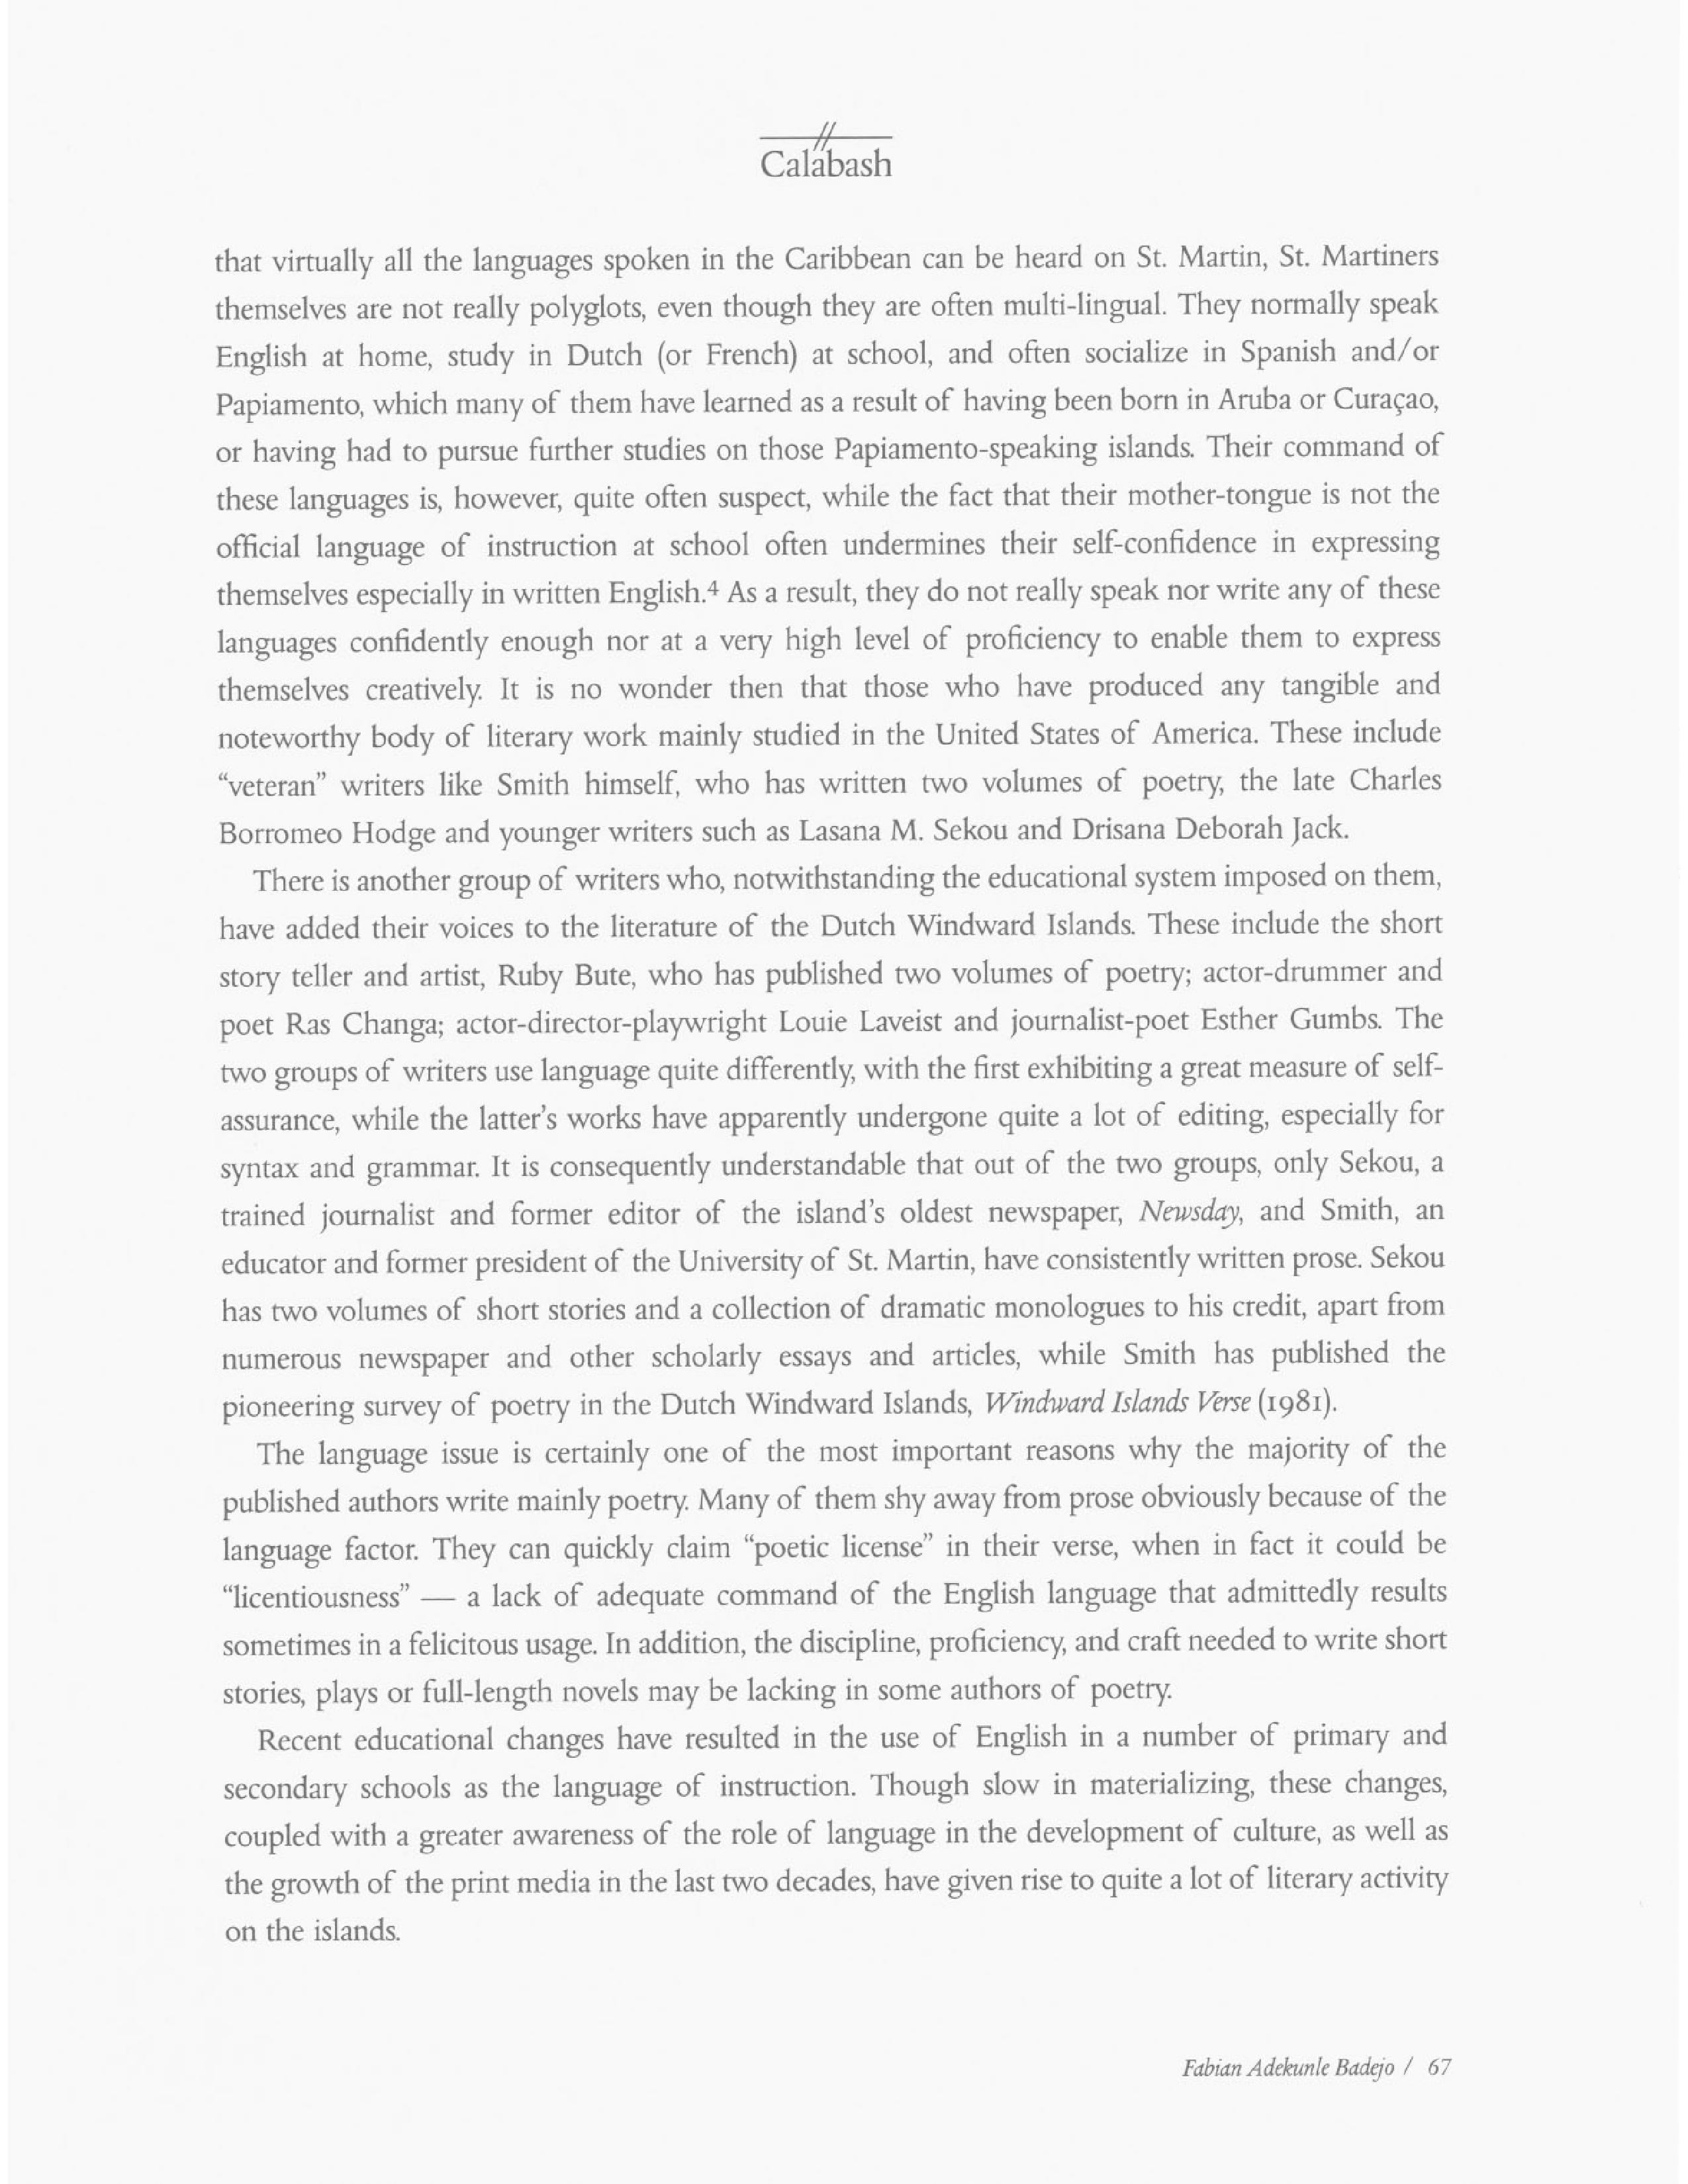 Calabash
that virtually all the languages spoken in the Caribbean can be heard on St. Martin, St. Martiners
themselves are not really polyglots, even though they are often multi-lingual. They normally speak
English at home, study in Dutch (or French) at school, and often socialize in Spanish and/or
Papiamento, which many of them have learned as a result of having been born in Aruba or Curaçao,
or having had to pursue further studies on those Papiamento-speaking islands. Their command of
these languages is, however, quite often suspect, while the fact that their mother-tongue is not the
official language of instruction at school often undermines their self-confidence in expressing
themselves especially in written English.4 As a result, they do not really speak nor write any of these
languages confidently enough nor at a very high level of proficiency to enable them to express
themselves creatively. It is no wonder then that those who have produced any tangible and
noteworthy body of literary work mainly studied in the United States of America. These include
“veteran” writers like Smith himself, who has written two volumes of poetry, the late Charles
Borromeo Hodge and younger writers such as Lasana M. Sekou and Drisana Deborah Jack.
There is another group of writers who, notwithstanding the educational system imposed on them,
have added their voices to the literature of the Dutch Windward Islands. These include the short
story teller and artist, Ruby Bute, who has published two volumes of poetry; actor-drummer and
poet Ras Changa; actor-director-playwright Louie Laveist and journalist-poet Esther Gumbs. The
two groups of writers use language quite differently, with the first exhibiting a great measure of self-
assurance, while the latter’s works have apparently undergone quite a lot of editing, especially for
syntax and grammar. It is consequently understandable that out of the two groups, only Sekou, a
trained journalist and former editor of the island’s oldest newspaper, Newsday, and Smith, an
educator and former president of the University of St. Martin, have consistently written prose. Sekou
has two volumes of short stories and a collection of dramatic monologues to his credit, apart from
numerous newspaper and other scholarly essays and articles, while Smith has published the
pioneering survey of poetry in the Dutch Windward Islands, Windward Islands Verse (1981).
The language issue is certainly one of the most important reasons why the majority of the
published authors write mainly poetry. Many of them shy away from prose obviously because of the
language factor. They can quickly claim “poetic license” in their verse, when in fact it could be
“licentiousness” — a lack of adequate command of the English language that admittedly results
sometimes in a felicitous usage. In addition, the discipline, proficiency, and craft needed to write short
stories, plays or full-length novels may be lacking in some authors of poetry.
Recent educational changes have resulted in the use of English in a number of primary and
secondary schools as the language of instruction. Though slow in materializing, these changes,
coupled with a greater awareness of the role of language in the development of culture, as well as
the growth of the print media in the last two decades, have given rise to quite a lot of literary activity
on the islands.
Fabian Adekunle Badejo / 67